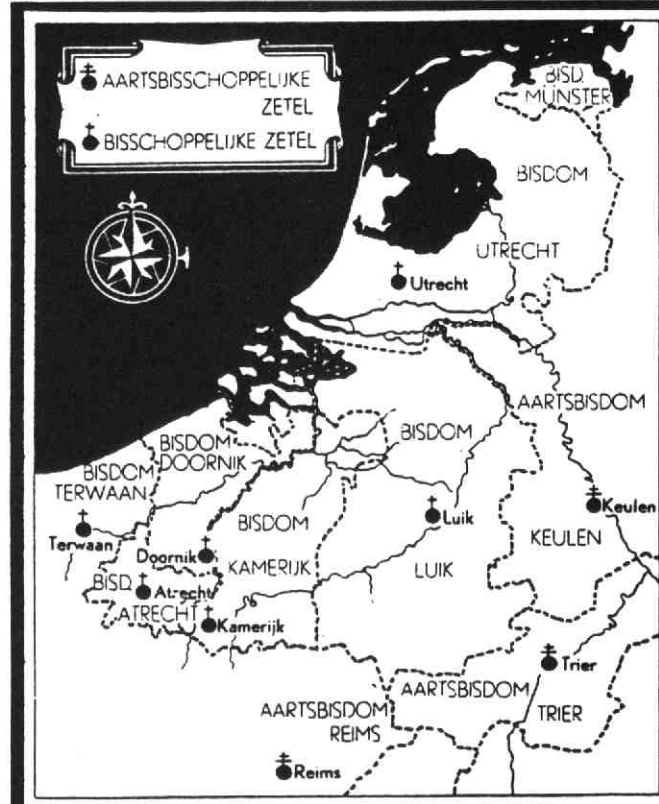 AARTSBISSCHOPPELIJKE
ZETEL
BISSCHOPPELIJKE ZETEL
BISD.
MÜNSTER
BISDOM
UTRECHT
Utrecht
AARTSBISDOM
BISDOM
DOORNIK
BISDOM
BISDOM
TERWAAN
BISDOM
Keulen
Luik
Terwaan
KEULEN
Doornik
KAMERIJK
LUIK
BISD.
Atrecht
ATRECHT
Kamerijk
Trier
AARTSBISDOM
TRIER
AARTSBISDOM
REIMS
Reims